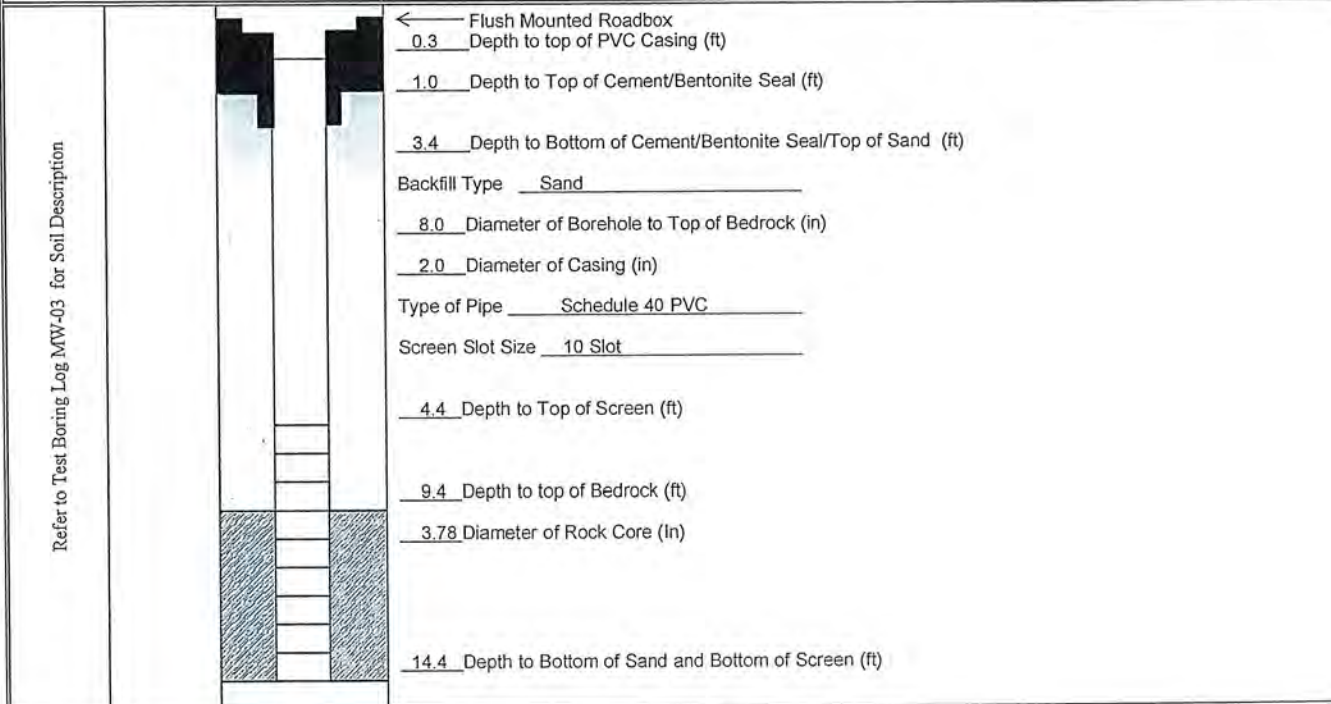 Refer to Test Boring Log MW-03 for Soil Description
Flush Mounted Roadbox
0.3 Depth to top of PVC Casing (ft)
1.0 Depth to Top of Cement/Bentonite Seal (ft)
3.4 Depth to Bottom of Cement/Bentonite Seal/Top of Sand (ft)
Backfill Type Sand
8.0 Diameter of Borehole to Top of Bedrock (in)
2.0 Diameter of Casing (in)
Type of Pipe Schedule 40 PVC
Screen Slot Size 10 Slot
4.4 Depth to Top of Screen (ft)
9.4 Depth to top of Bedrock (ft)
3.78 Diameter of Rock Core (In)
14.4 Depth to Bottom of Sand and Bottom of Screen (ft)